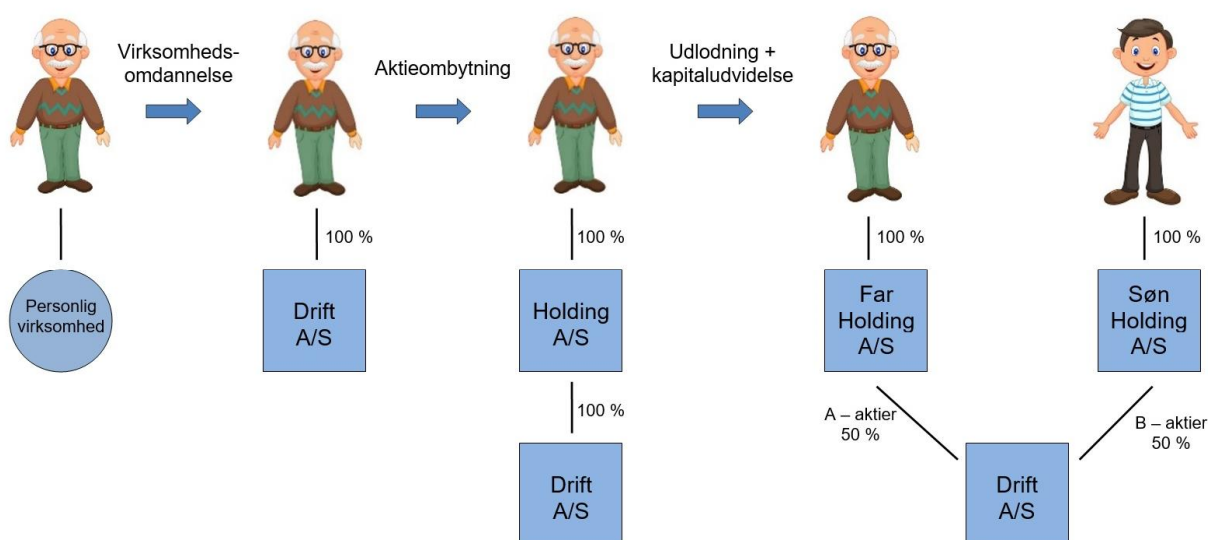 Virksomheds-
omdannelse
Aktieombytning
Udlodning +
kapitaludvidelse
100 %
100 %
100 %
100 %
Personlig
virksomhed
Drift
A/S
Holding
A/S
Far
Holding
A/S
Søn
Holding
A/S
100 %
A – aktier
50 %
B – aktier
50 %
Drift
A/S
Drift
A/S